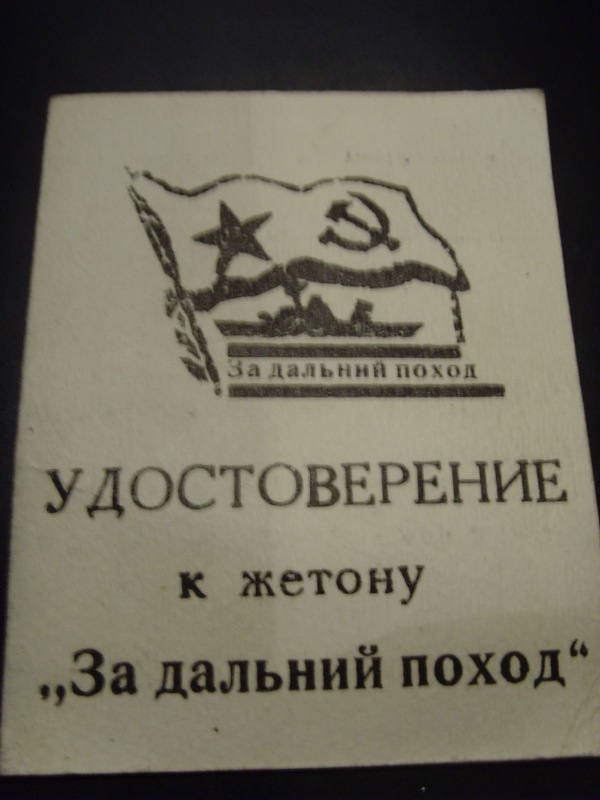 За дальний поход
УДОСТОВЕРЕНИЕ
к жетону
„За дальний поход“